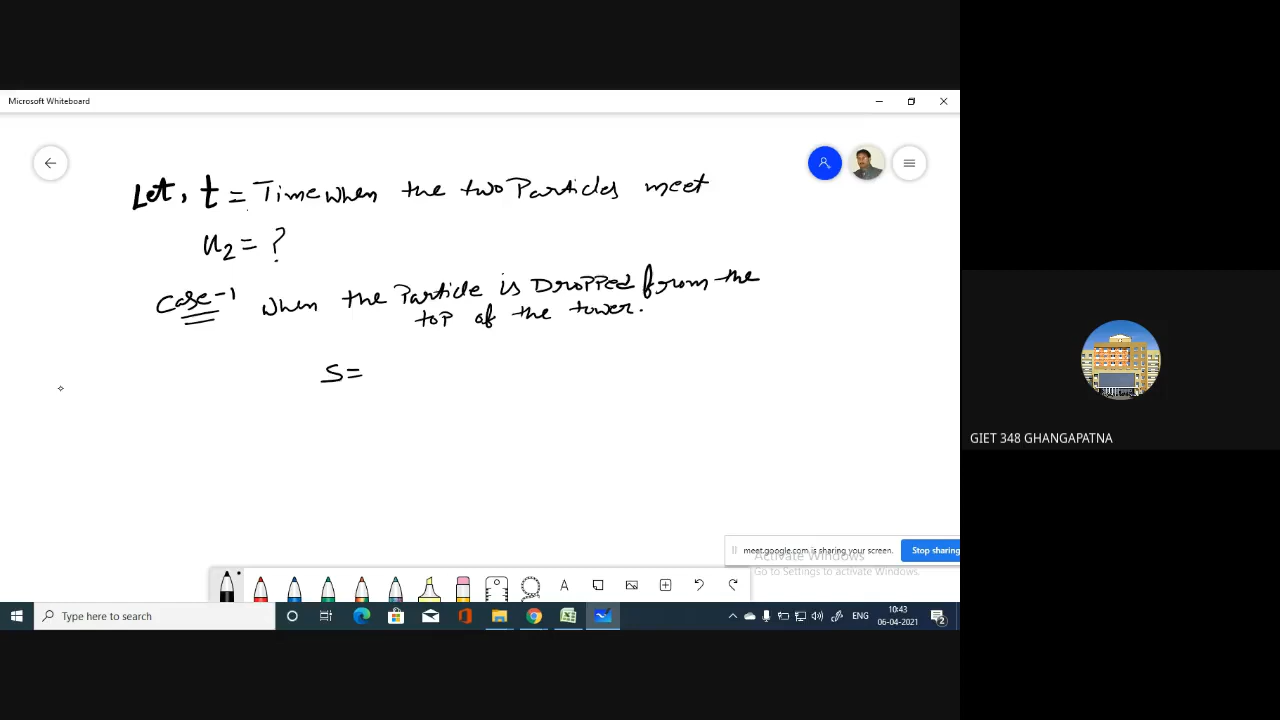 Microsoft Whiteboard
Let, t = Time when the two Particles meet
u2 = ?
Case-1 when the Particle is Dropped from the
top of the tower.
S=
GIET 348 GHANGAPATNA
meet.google.com is sharing your screen.
Stop sharing
Activate Windows
Go to Settings to activate Windows.
A
Type here to search
ENG
10:43
06-04-2021
2